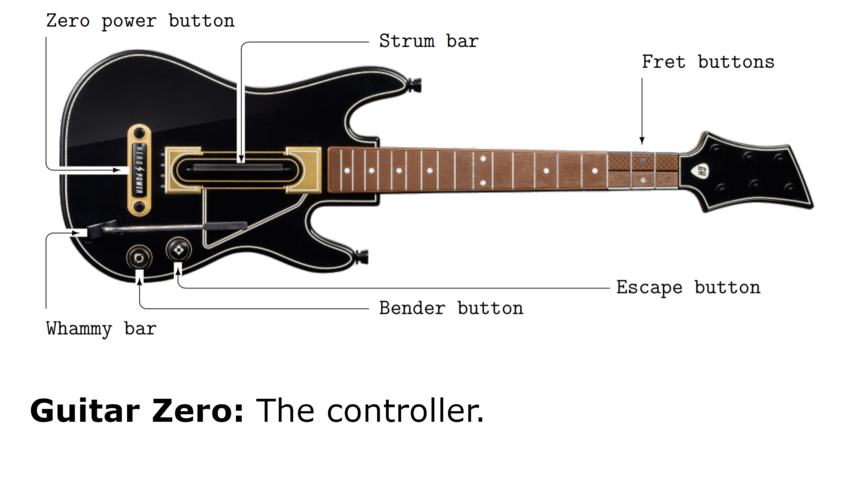 Zero power button
Strum bar
Fret buttons
Escape button
Bender button
Whammy bar
Guitar Zero: The controller.